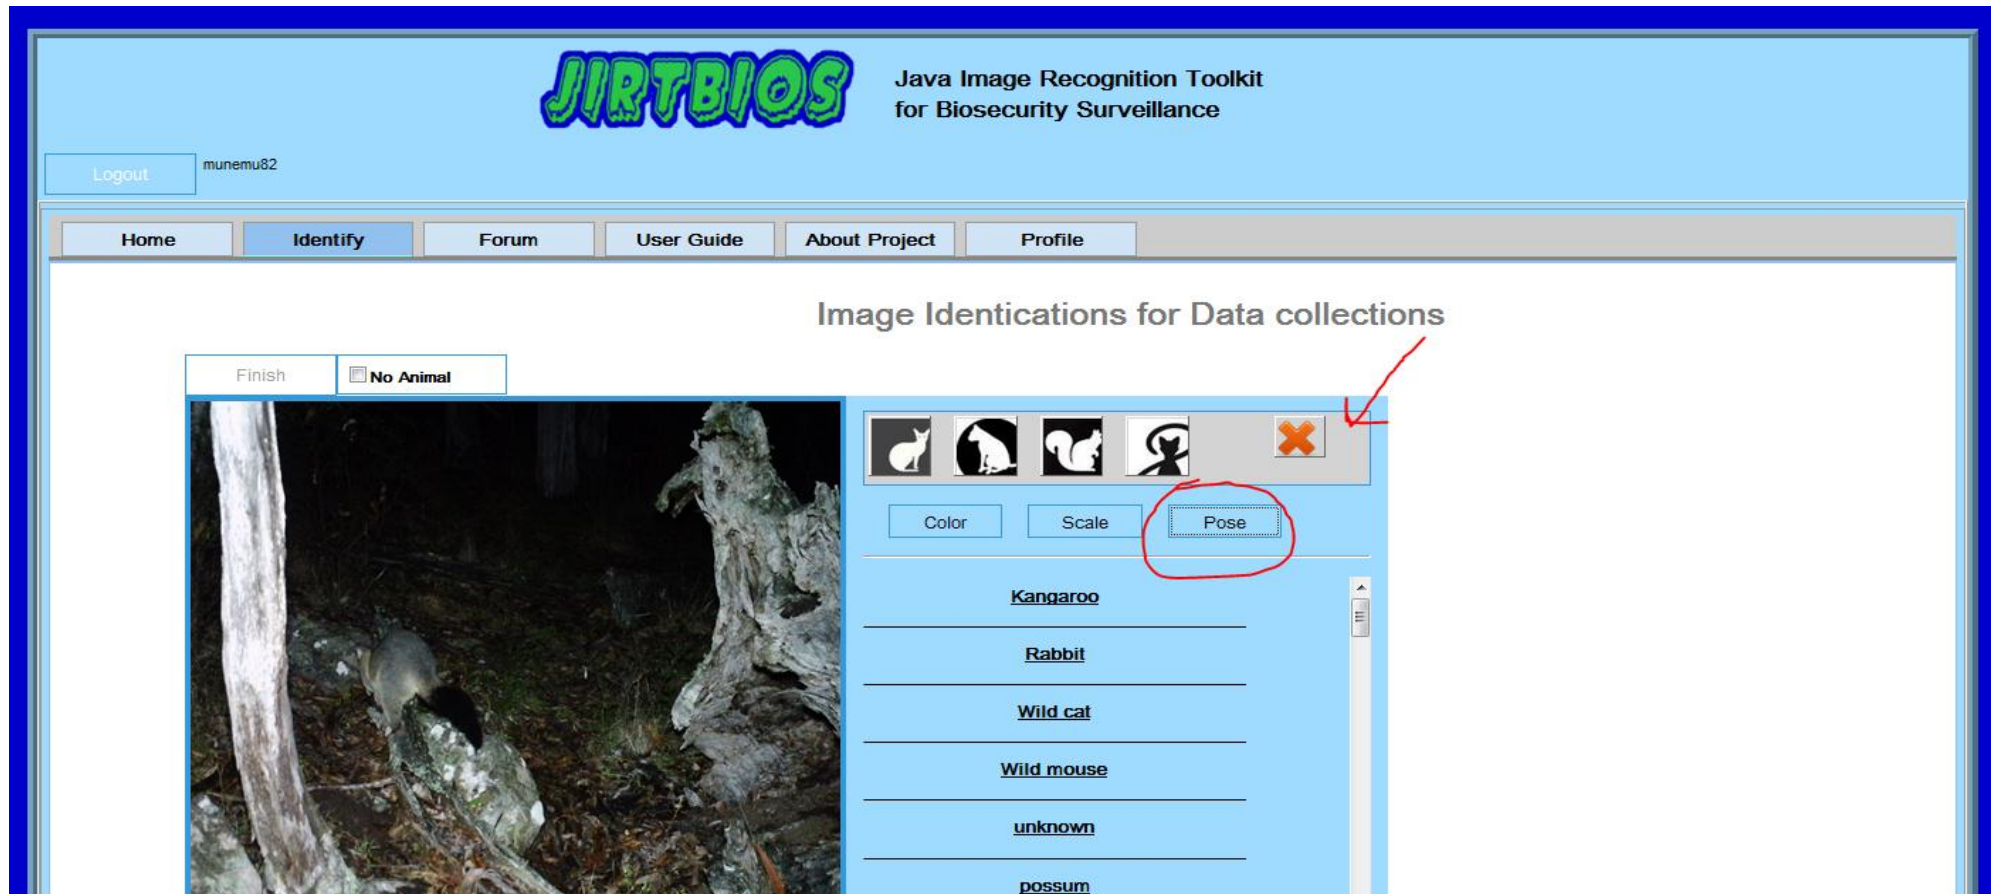 JIRTBIOS
Java Image Recognition Toolkit
for Biosecurity Surveillance
Logout
munemu82
Home
Identify
Forum
User Guide
About Project
Profile
Image Identications for Data collections
Finish
No Animal
Color
Scale
Pose
Kangaroo
Rabbit
Wild cat
Wild mouse
unknown
possum